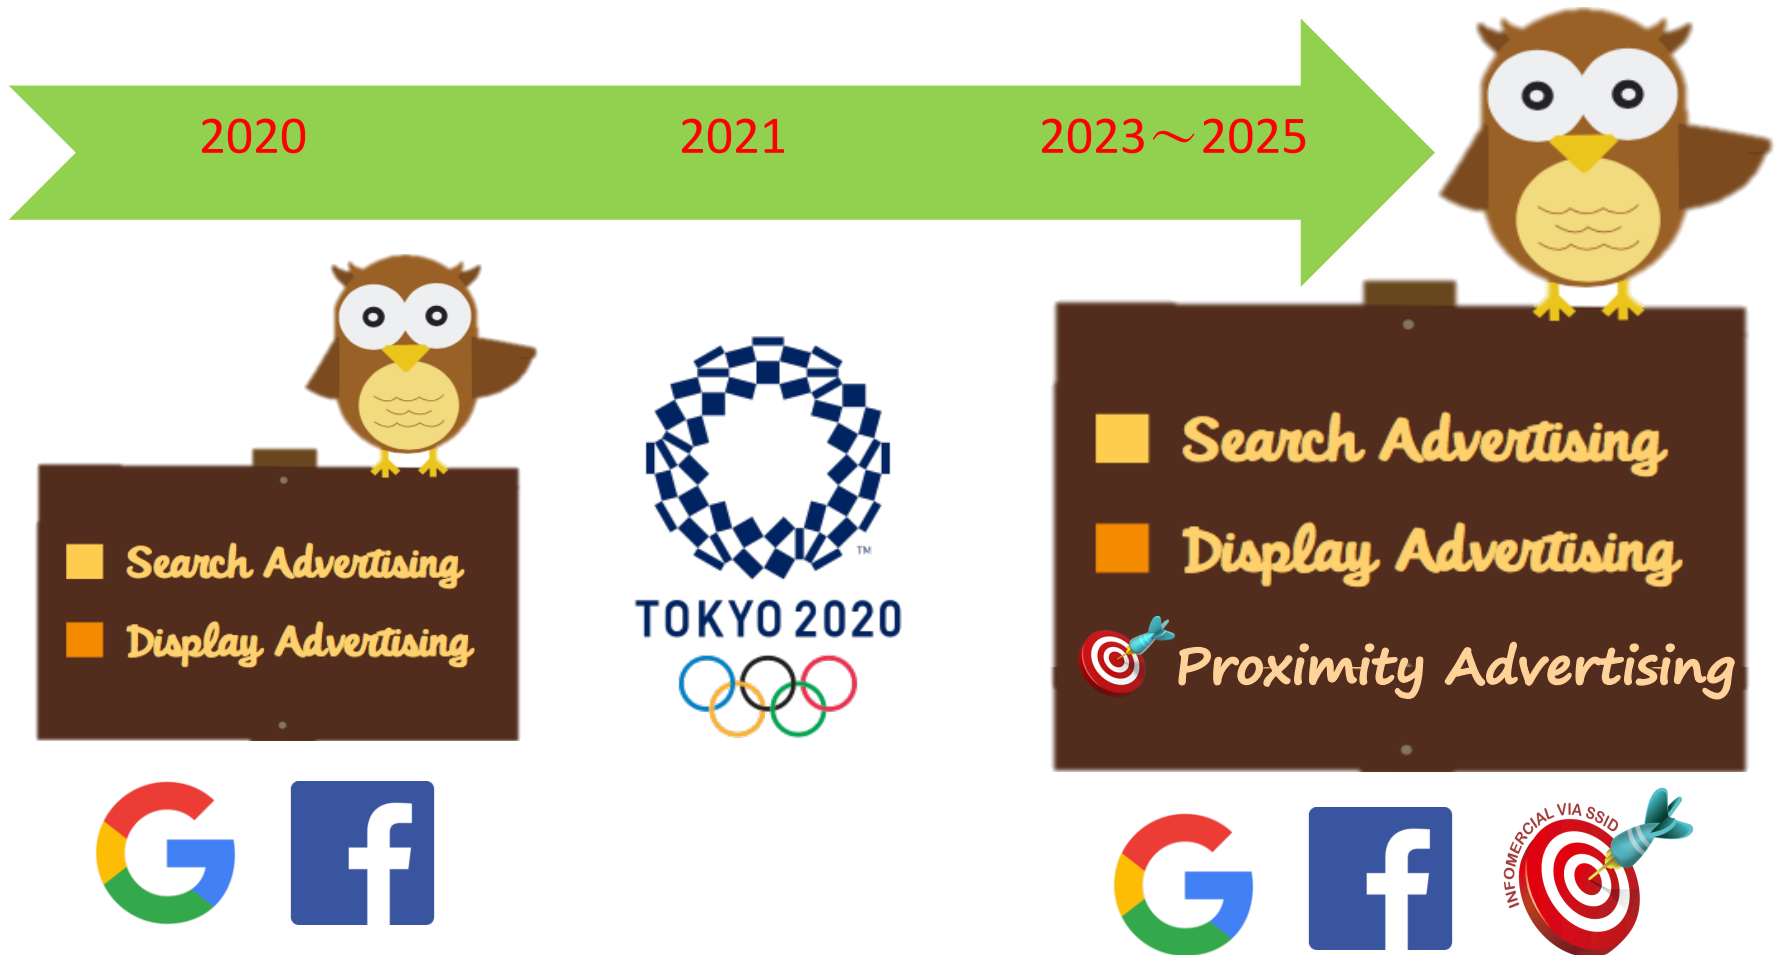 2020
2021
2023～2025
Search Advertising
Display Advertising
TM
TOKYO 2020
Search Advertising
Display Advertising
Proximity Advertising
INFOMERCIAL VIA SSID